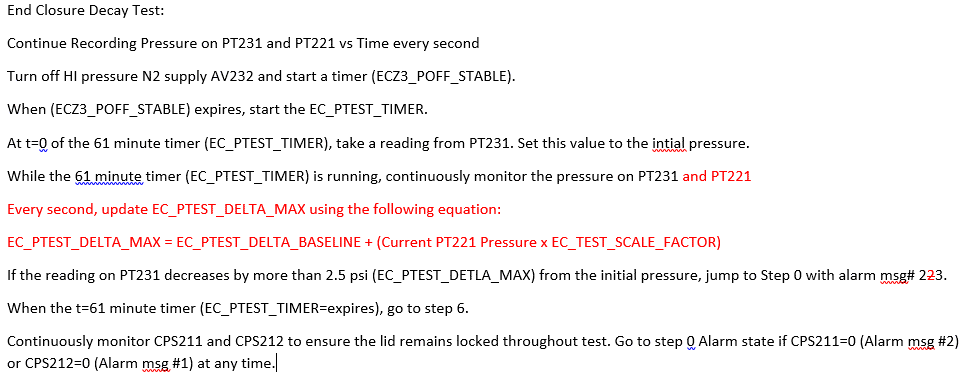 End Closure Decay Test:
Continue Recording Pressure on PT231 and PT221 vs Time every second
Turn off HI pressure N2 supply AV232 and start a timer (ECZ3_POFF_STABLE).
When (ECZ3_POFF_STABLE) expires, start the EC_PTEST_TIMER.
At t=0 of the 61 minute timer (EC_PTEST_TIMER), take a reading from PT231. Set this value to the intial pressure.
While the 61 minute timer (EC_PTEST_TIMER) is running, continuously monitor the pressure on PT231 and PT221
Every second, update EC_PTEST_DELTA_MAX using the following equation:
EC_PTEST_DELTA_MAX = EC_PTEST_DELTA_BASELINE + (Current PT221 Pressure x EC_TEST_SCALE_FACTOR)
If the reading on PT231 decreases by more than 2.5 psi (EC_PTEST_DETLA_MAX) from the initial pressure, jump to Step 0 with alarm msg# 223.
When the t=61 minute timer (EC_PTEST_TIMER=expires), go to step 6.
Continuously monitor CPS211 and CPS212 to ensure the lid remains locked throughout test. Go to step 0 Alarm state if CPS211=0 (Alarm msg #2)
or CPS212=0 (Alarm msg #1) at any time.